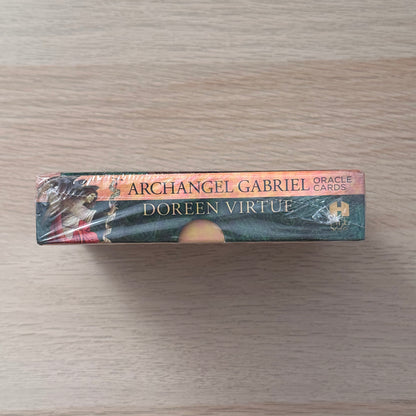 ARCHANGEL GABRIEL ORACLE CARDS
DOREEN VIRTUE